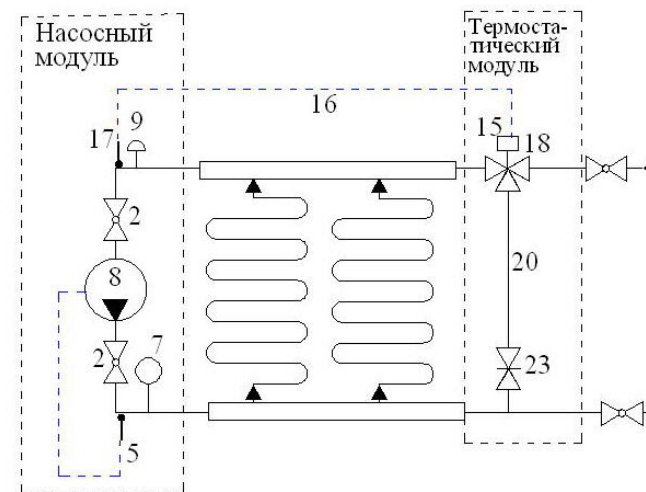 Насосный
модуль
Термоста-
тический
модуль
16
17
9
15
18
2
8
20
2
7
23
5